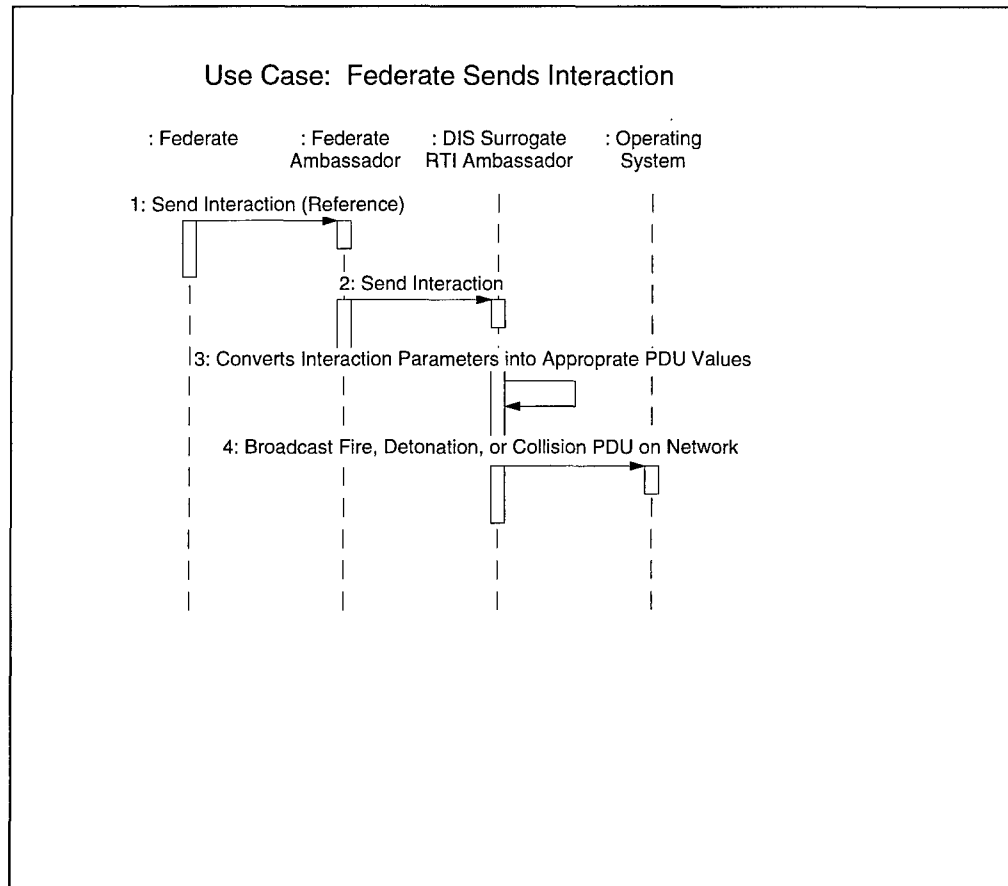 Use Case: Federate Sends Interaction
: Federate
: Federate
Ambassador
: DIS Surrogate
RTI Ambassador
: Operating
System
1: Send Interaction (Reference)
2: Send Interaction
3: Converts Interaction Parameters into Approprate PDU Values
4: Broadcast Fire, Detonation, or Collision PDU on Network